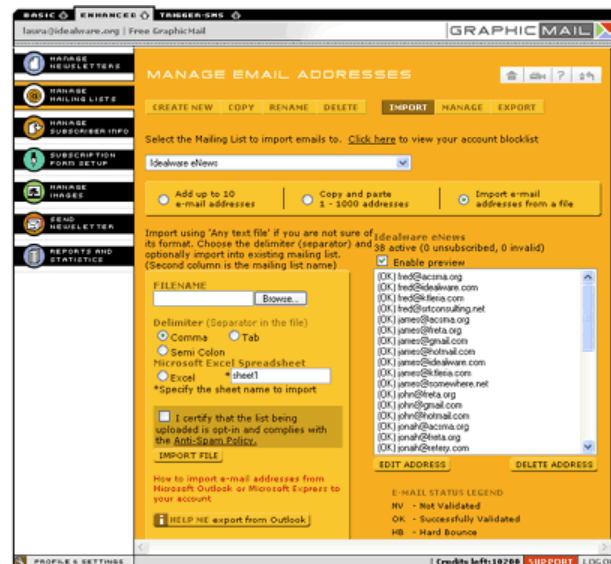 BASIC ENHANCED TRIGGER-SMS
laura@idealware.org | Free GraphicMail
GRAPHIC MAIL
MANAGE NEWSLETTERS
MANAGE MAILING LISTS
MANAGE SUBSCRIBER INFO
SUBSCRIPTION FORM SETUP
MANAGE IMAGES
SEND NEWSLETTER
REPORTS AND STATISTICS
MANAGE EMAIL ADDRESSES
CREATE NEW COPY RENAME DELETE IMPORT MANAGE EXPORT
Select the Mailing List to import emails to. Click here to view your account blocklist
Idealware eNews
Add up to 10
e-mail addresses
Copy and paste
1 - 1000 addresses
Import e-mail
addresses from a file
Import using 'Any text file' if you are not sure of
its format. Choose the delimiter (separator) and
optionally import into existing mailing list.
(Second column is the mailing list name)
FILENAME
Browse...
Delimiter (Separator in the file)
Comma Tab
Semi Colon
Microsoft Excel Spreadsheet
Excel * sheet1
*Specify the sheet name to import
I certify that the list being
uploaded is opt-in and complies with
the Anti-Spam Policy.
IMPORT FILE
How to import e-mail addresses from
Microsoft Outlook or Microsoft Express to
your account
HELP ME export from Outlook
Idealware eNews
38 active (0 unsubscribed, 0 invalid)
Enable preview
[OK] fred@acsma.org
[OK] fred@idealware.org
[OK] fred@kflesia.com
[OK] fred@srtconsulting.net
[OK] james@acsma.org
[OK] james@freta.org
[OK] james@gmail.com
[OK] james@hotmail.com
[OK] james@idealware.com
[OK] james@kflesia.com
[OK] james@somewhere.net
[OK] john@freta.org
[OK] john@gmail.com
[OK] john@hotmail.com
[OK] jonah@acsma.org
[OK] jonah@freta.org
[OK] jonah@retery.com
EDIT ADDRESS DELETE ADDRESS
E-MAIL STATUS LEGEND
NV - Not Validated
OK - Successfully Validated
HB - Hard Bounce
PROFILE & SETTINGS
Credits left:10200 SUPPORT